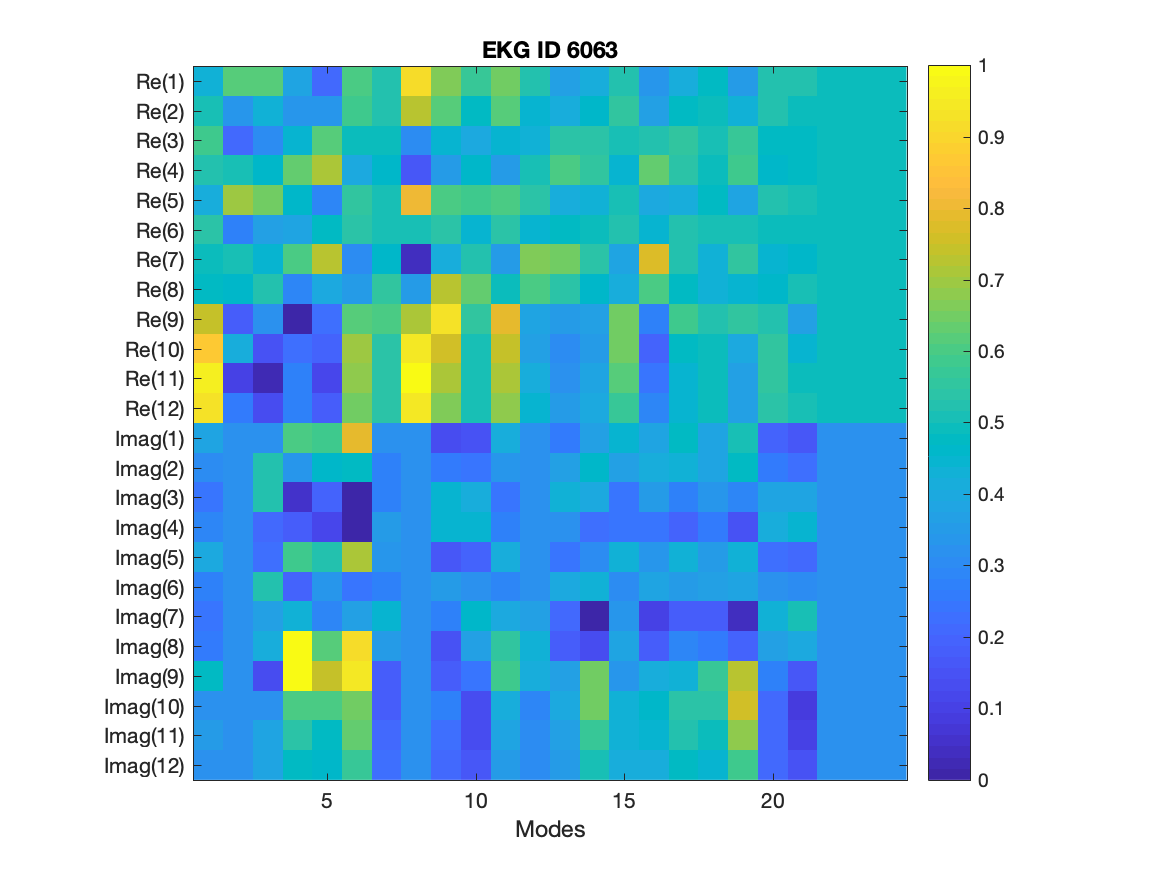 EKG ID 6063
Re(1)
Re(2)
Re(3)
Re(4)
Re(5)
Re(6)
Re(7)
Re(8)
Re(9)
Re(10)
Re(11)
Re(12)
Imag(1)
Imag(2)
Imag(3)
Imag(4)
Imag(5)
Imag(6)
Imag(7)
Imag(8)
Imag(9)
Imag(10)
Imag(11)
Imag(12)
5 10 15 20
Modes
1
0.9
0.8
0.7
0.6
0.5
0.4
0.3
0.2
0.1
0